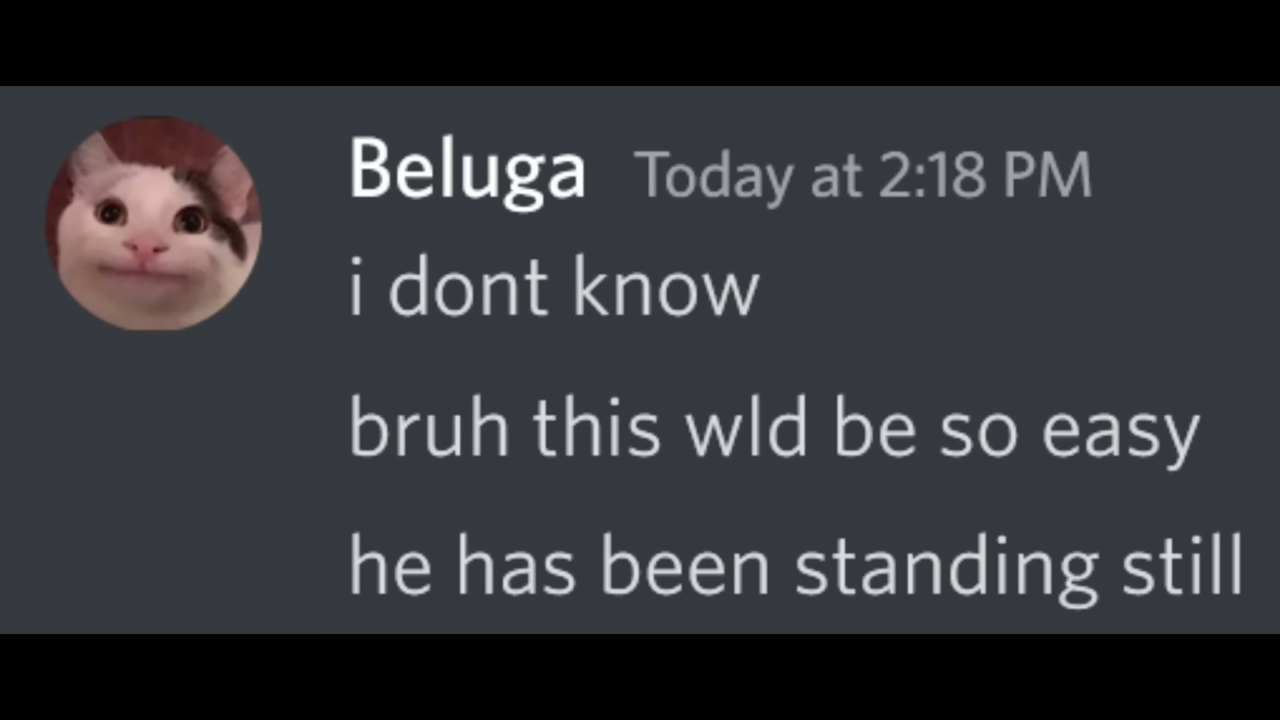 Beluga Today at 2:18 PM
i dont know
bruh this wld be so easy
he has been standing still